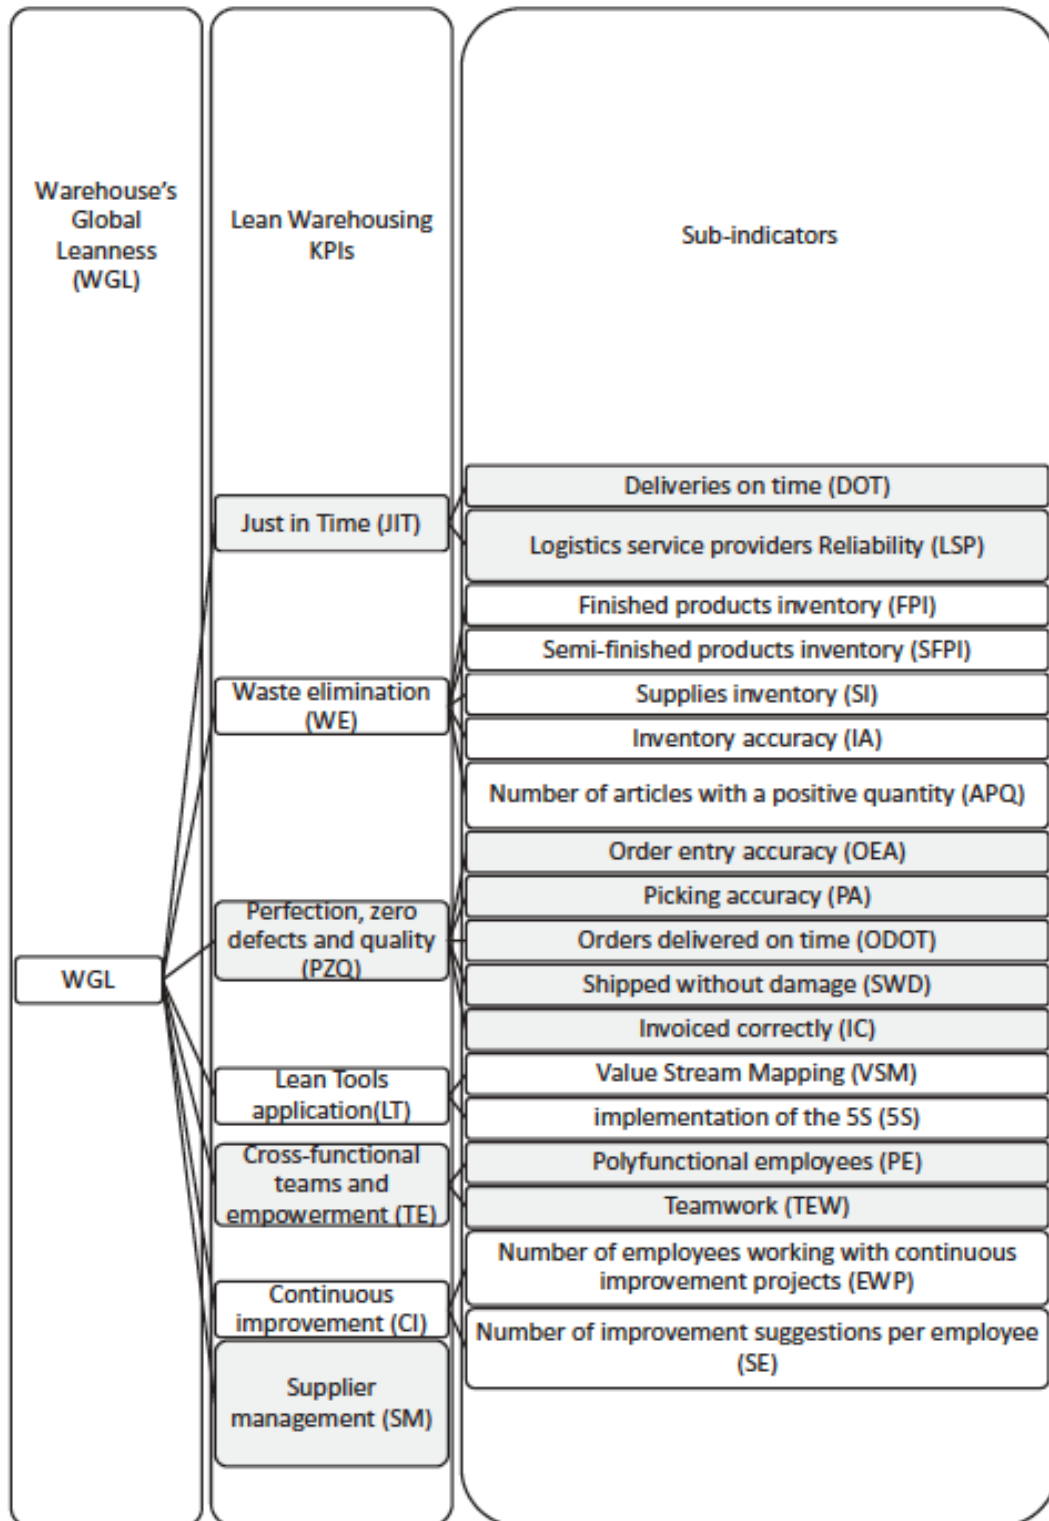 Warehouse's
Global
Leanness
(WGL)
Lean Warehousing
KPIs
Sub-indicators
WGL
Just in Time (JIT)
Waste elimination
(WE)
Perfection, zero
defects and quality
(PZQ)
Lean Tools
application(LT)
Cross-functional
teams and
empowerment (TE)
Continuous
improvement (CI)
Supplier
management (SM)
Deliveries on time (DOT)
Logistics service providers Reliability (LSP)
Finished products inventory (FPI)
Semi-finished products inventory (SFPI)
Supplies inventory (SI)
Inventory accuracy (IA)
Number of articles with a positive quantity (APQ)
Order entry accuracy (OEA)
Picking accuracy (PA)
Orders delivered on time (ODOT)
Shipped without damage (SWD)
Invoiced correctly (IC)
Value Stream Mapping (VSM)
implementation of the 5S (5S)
Polyfunctional employees (PE)
Teamwork (TEW)
Number of employees working with continuous
improvement projects (EWP)
Number of improvement suggestions per employee
(SE)